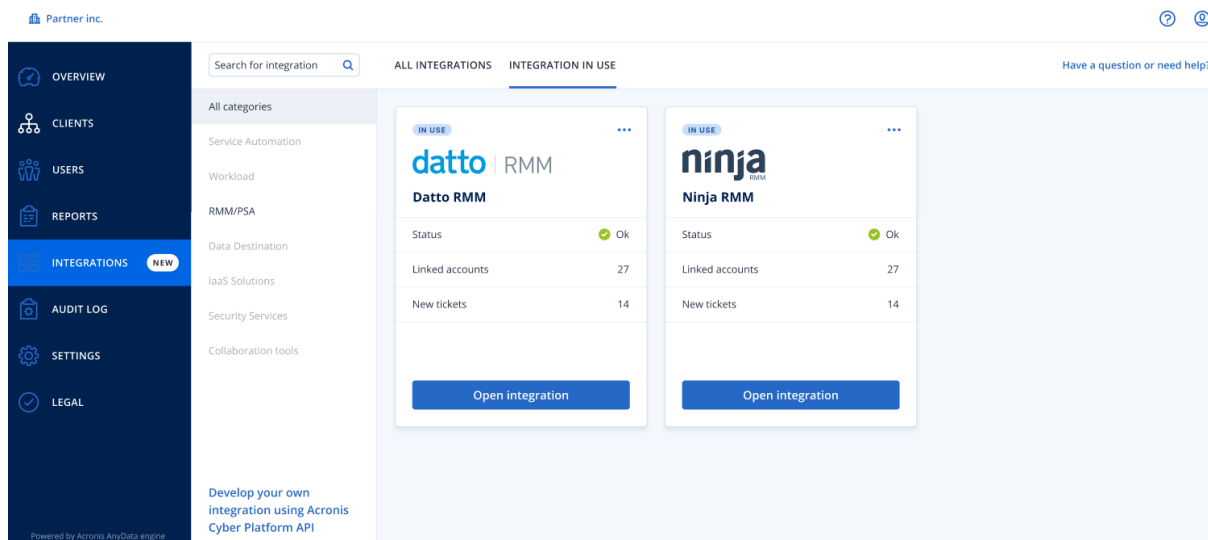 Partner inc.
OVERVIEW
CLIENTS
USERS
REPORTS
INTEGRATIONS NEW
AUDIT LOG
SETTINGS
LEGAL
Powered by Acronis AnyData engine
Search for integration
All categories
Service Automation
Workload
RMM/PSA
Data Destination
IaaS Solutions
Security Services
Collaboration tools
Develop your own
integration using Acronis
Cyber Platform API
ALL INTEGRATIONS INTEGRATION IN USE
Have a question or need help?
IN USE
datto RMM
Datto RMM
Status Ok
Linked accounts 27
New tickets 14
Open integration
IN USE
ninja
RMM
Ninja RMM
Status Ok
Linked accounts 27
New tickets 14
Open integration